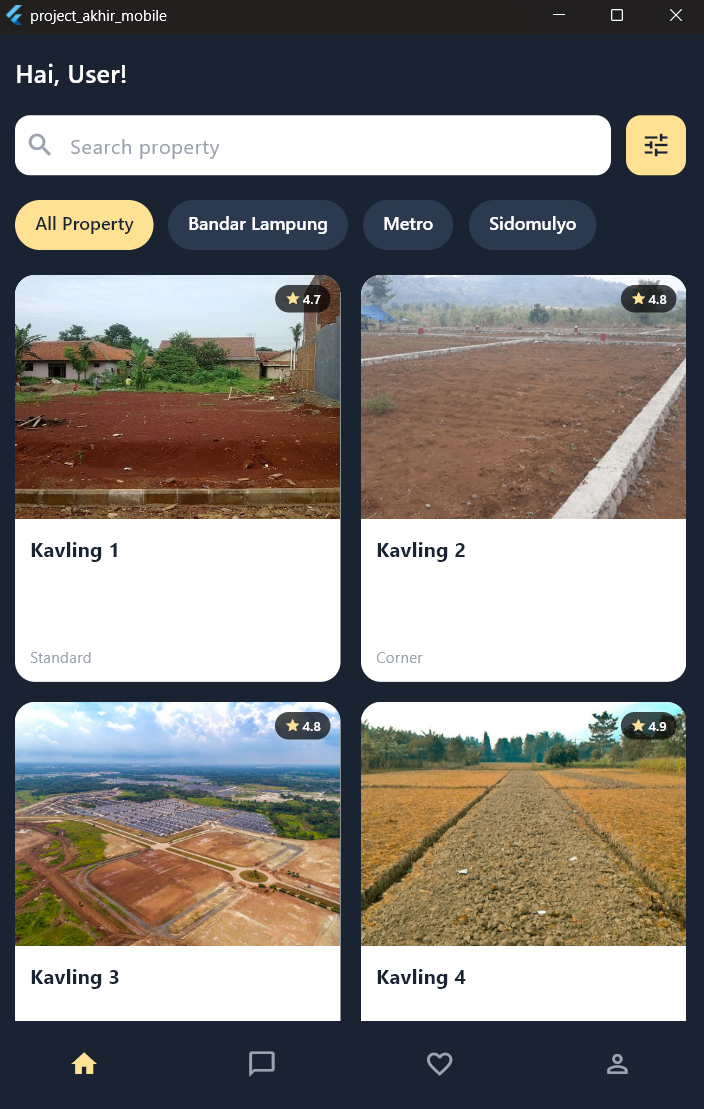 project_akhir_mobile
Hai, User!
Search property
All Property Bandar Lampung Metro Sidomulyo
4.7 4.8
Kavling 1 Kavling 2
Standard Corner
4.8 4.9
Kavling 3 Kavling 4